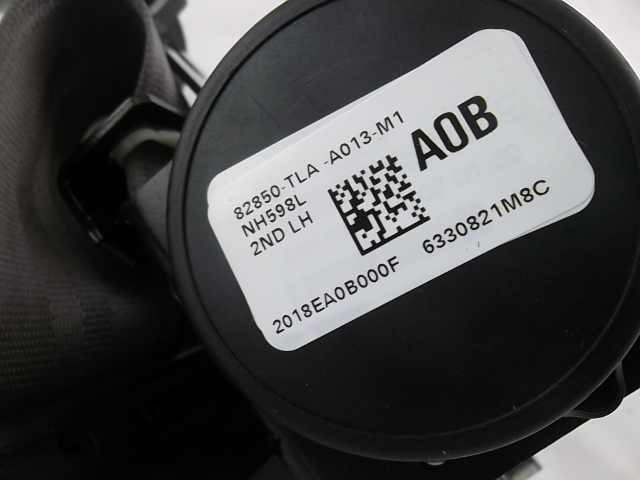 82850-TLA -A013-M1
A0B
NH598L
2ND LH
2018EA0B000F 6330821M8C